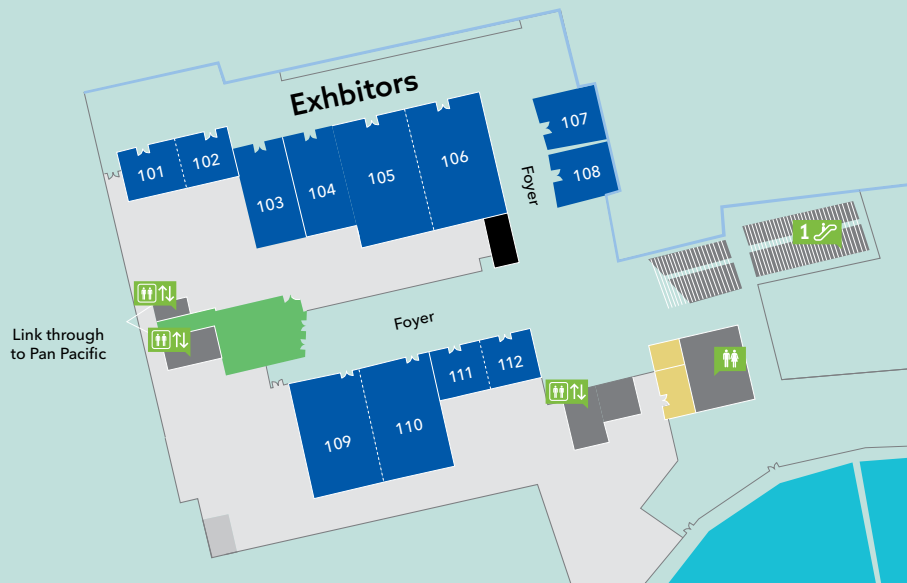 Exhbitors
107
106
101
102
105
108
104
103
Foyer
1
Link through
to Pan Pacific
Foyer
112
111
110
109